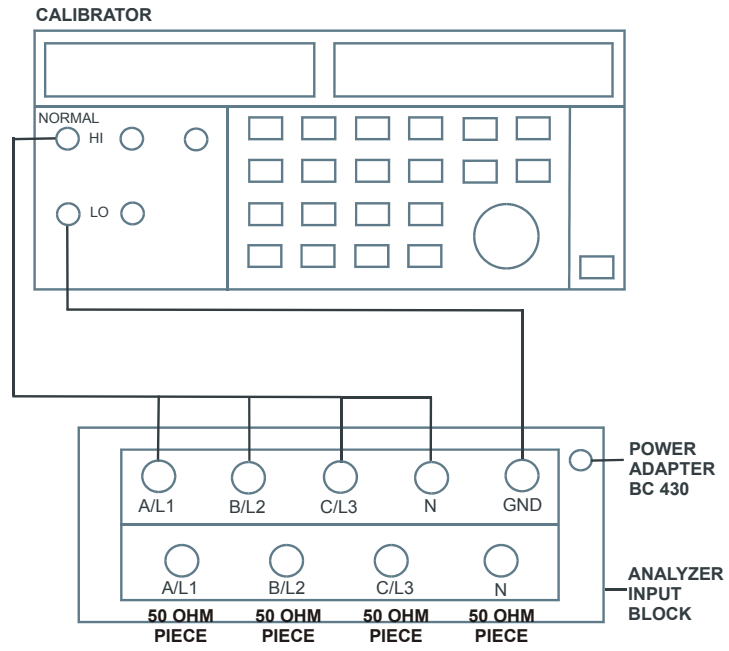 CALIBRATOR
NORMAL
HI
LO
A/L1 B/L2 C/L3 N GND
POWER
ADAPTER
BC 430
A/L1 B/L2 C/L3 N
50 OHM
PIECE
50 OHM
PIECE
50 OHM
PIECE
50 OHM
PIECE
ANALYZER
INPUT
BLOCK